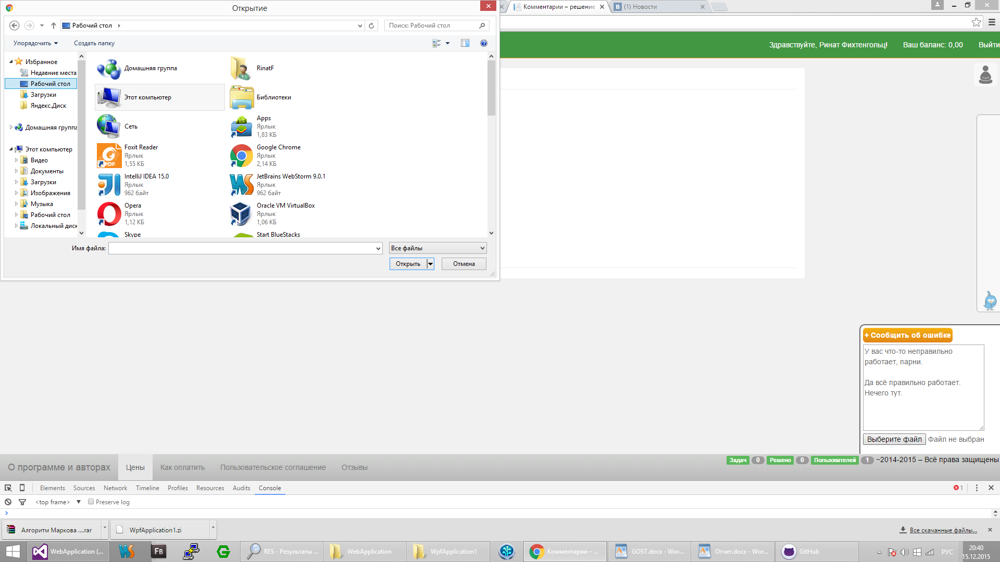 Открытие
Рабочий стол
Поиск: Рабочий стол
Упорядочить
Создать папку
Избранное
Недавние места
Рабочий стол
Загрузки
Яндекс.Диск
Домашняя группа
Этот компьютер
Видео
Документы
Загрузки
Изображения
Музыка
Рабочий стол
Локальный диск
Домашняя группа
RinatF
Этот компьютер
Библиотеки
Сеть
Apps
Ярлык
1,83 КБ
Foxit Reader
Ярлык
1,55 КБ
PDF
Google Chrome
Ярлык
2,14 КБ
IntelliJ IDEA 15.0
Ярлык
962 байт
JetBrains WebStorm 9.0.1
Ярлык
962 байт
Opera
Ярлык
1,12 КБ
Oracle VM VirtualBox
Ярлык
1,06 КБ
Skype
Start BlueStacks
Имя файла:
Все файлы
Открыть
Отмена
Комментарии – решение
В (1) Новости
Здравствуйте, Ринат Фихтенгольц!
Ваш баланс: 0,00
Выйти
+ Сообщить об ошибке
У вас что-то неправильно
работает, парни.
Да всё правильно работает.
Нечего тут.
Выберите файл Файл не выбран
О программе и авторах
Цены
Как оплатить
Пользовательское соглашение
Отзывы
Задач 0 Решено 0 Пользователей 1 ~2014-2015 – Всё права защищены
Elements Sources Network Timeline Profiles Resources Audits Console
1
<top frame>
Preserve log
Алгоритм Маркова ....rar
WpfApplication1.zi
Все скачанные файлы...
WebApplication (...
FB
RES - Результаты ...
WebApplication
WpfApplication1
Комментарии – ...
GOST.docx - Wor...
Отчет.docx - Wor...
GitHub
РУС
20:40
15.12.2015